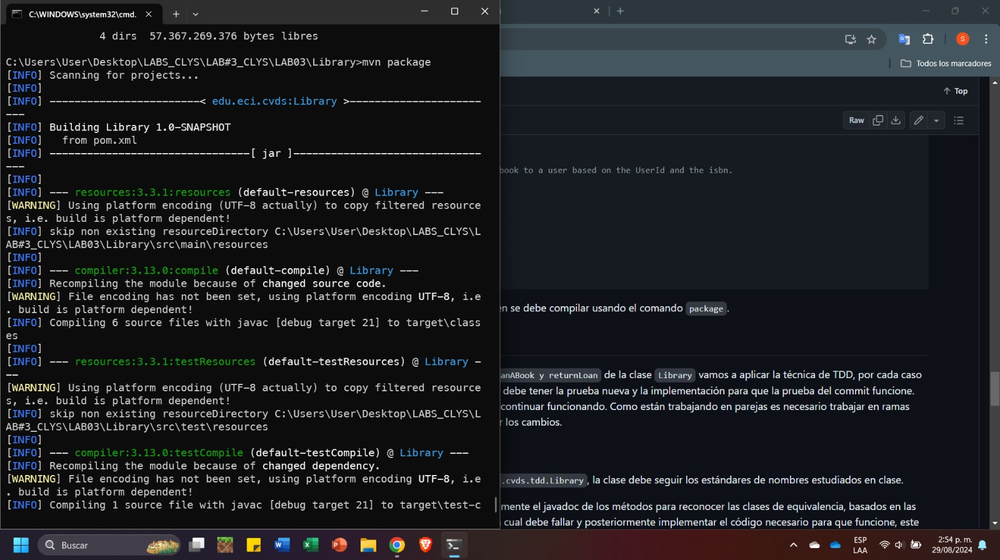 C:\WINDOWS\system32\cmd.
4 dirs  57.367.269.376 bytes libres
C:\Users\User\Desktop\LABS_CLYS\LAB#3_CLYS\LAB03\Library>mvn package
[INFO] Scanning for projects...
[INFO]
[INFO] ------------------------< edu.eci.cvds:Library >---------------------
---
[INFO] Building Library 1.0-SNAPSHOT
[INFO]   from pom.xml
[INFO] --------------------------------[ jar ]------------------------------
---
[INFO]
[INFO] --- resources:3.3.1:resources (default-resources) @ Library ---
[WARNING] Using platform encoding (UTF-8 actually) to copy filtered resource
s, i.e. build is platform dependent!
[INFO] skip non existing resourceDirectory C:\Users\User\Desktop\LABS_CLYS\L
AB#3_CLYS\LAB03\Library\src\main\resources
[INFO]
[INFO] --- compiler:3.13.0:compile (default-compile) @ Library ---
[INFO] Recompiling the module because of changed source code.
[WARNING] File encoding has not been set, using platform encoding UTF-8, i.e
. build is platform dependent!
[INFO] Compiling 6 source files with javac [debug target 21] to target\class
es
[INFO]
[INFO] --- resources:3.3.1:testResources (default-testResources) @ Library -
--
[WARNING] Using platform encoding (UTF-8 actually) to copy filtered resource
s, i.e. build is platform dependent!
[INFO] skip non existing resourceDirectory C:\Users\User\Desktop\LABS_CLYS\L
AB#3_CLYS\LAB03\Library\src\test\resources
[INFO]
[INFO] --- compiler:3.13.0:testCompile (default-testCompile) @ Library ---
[INFO] Recompiling the module because of changed dependency.
[WARNING] File encoding has not been set, using platform encoding UTF-8, i.e
. build is platform dependent!
[INFO] Compiling 1 source file with javac [debug target 21] to target\test-c
S
Todos los marcadores
Top
Raw
book to a user based on the UserId and the isbn.
en se debe compilar usando el comando package.
anABook y returnLoan de la clase Library vamos a aplicar la técnica de TDD, por cada caso
debe tener la prueba nueva y la implementación para que la prueba del commit funcione.
continuar funcionando. Como están trabajando en parejas es necesario trabajar en ramas
r los cambios.
.cvds.tdd.Library, la clase debe seguir los estándares de nombres estudiados en clase.
mente el javadoc de los métodos para reconocer las clases de equivalencia, basados en las
cual debe fallar y posteriormente implementar el código necesario para que funcione, este
Buscar
ESP
LAA
2:54 p. m.
29/08/2024